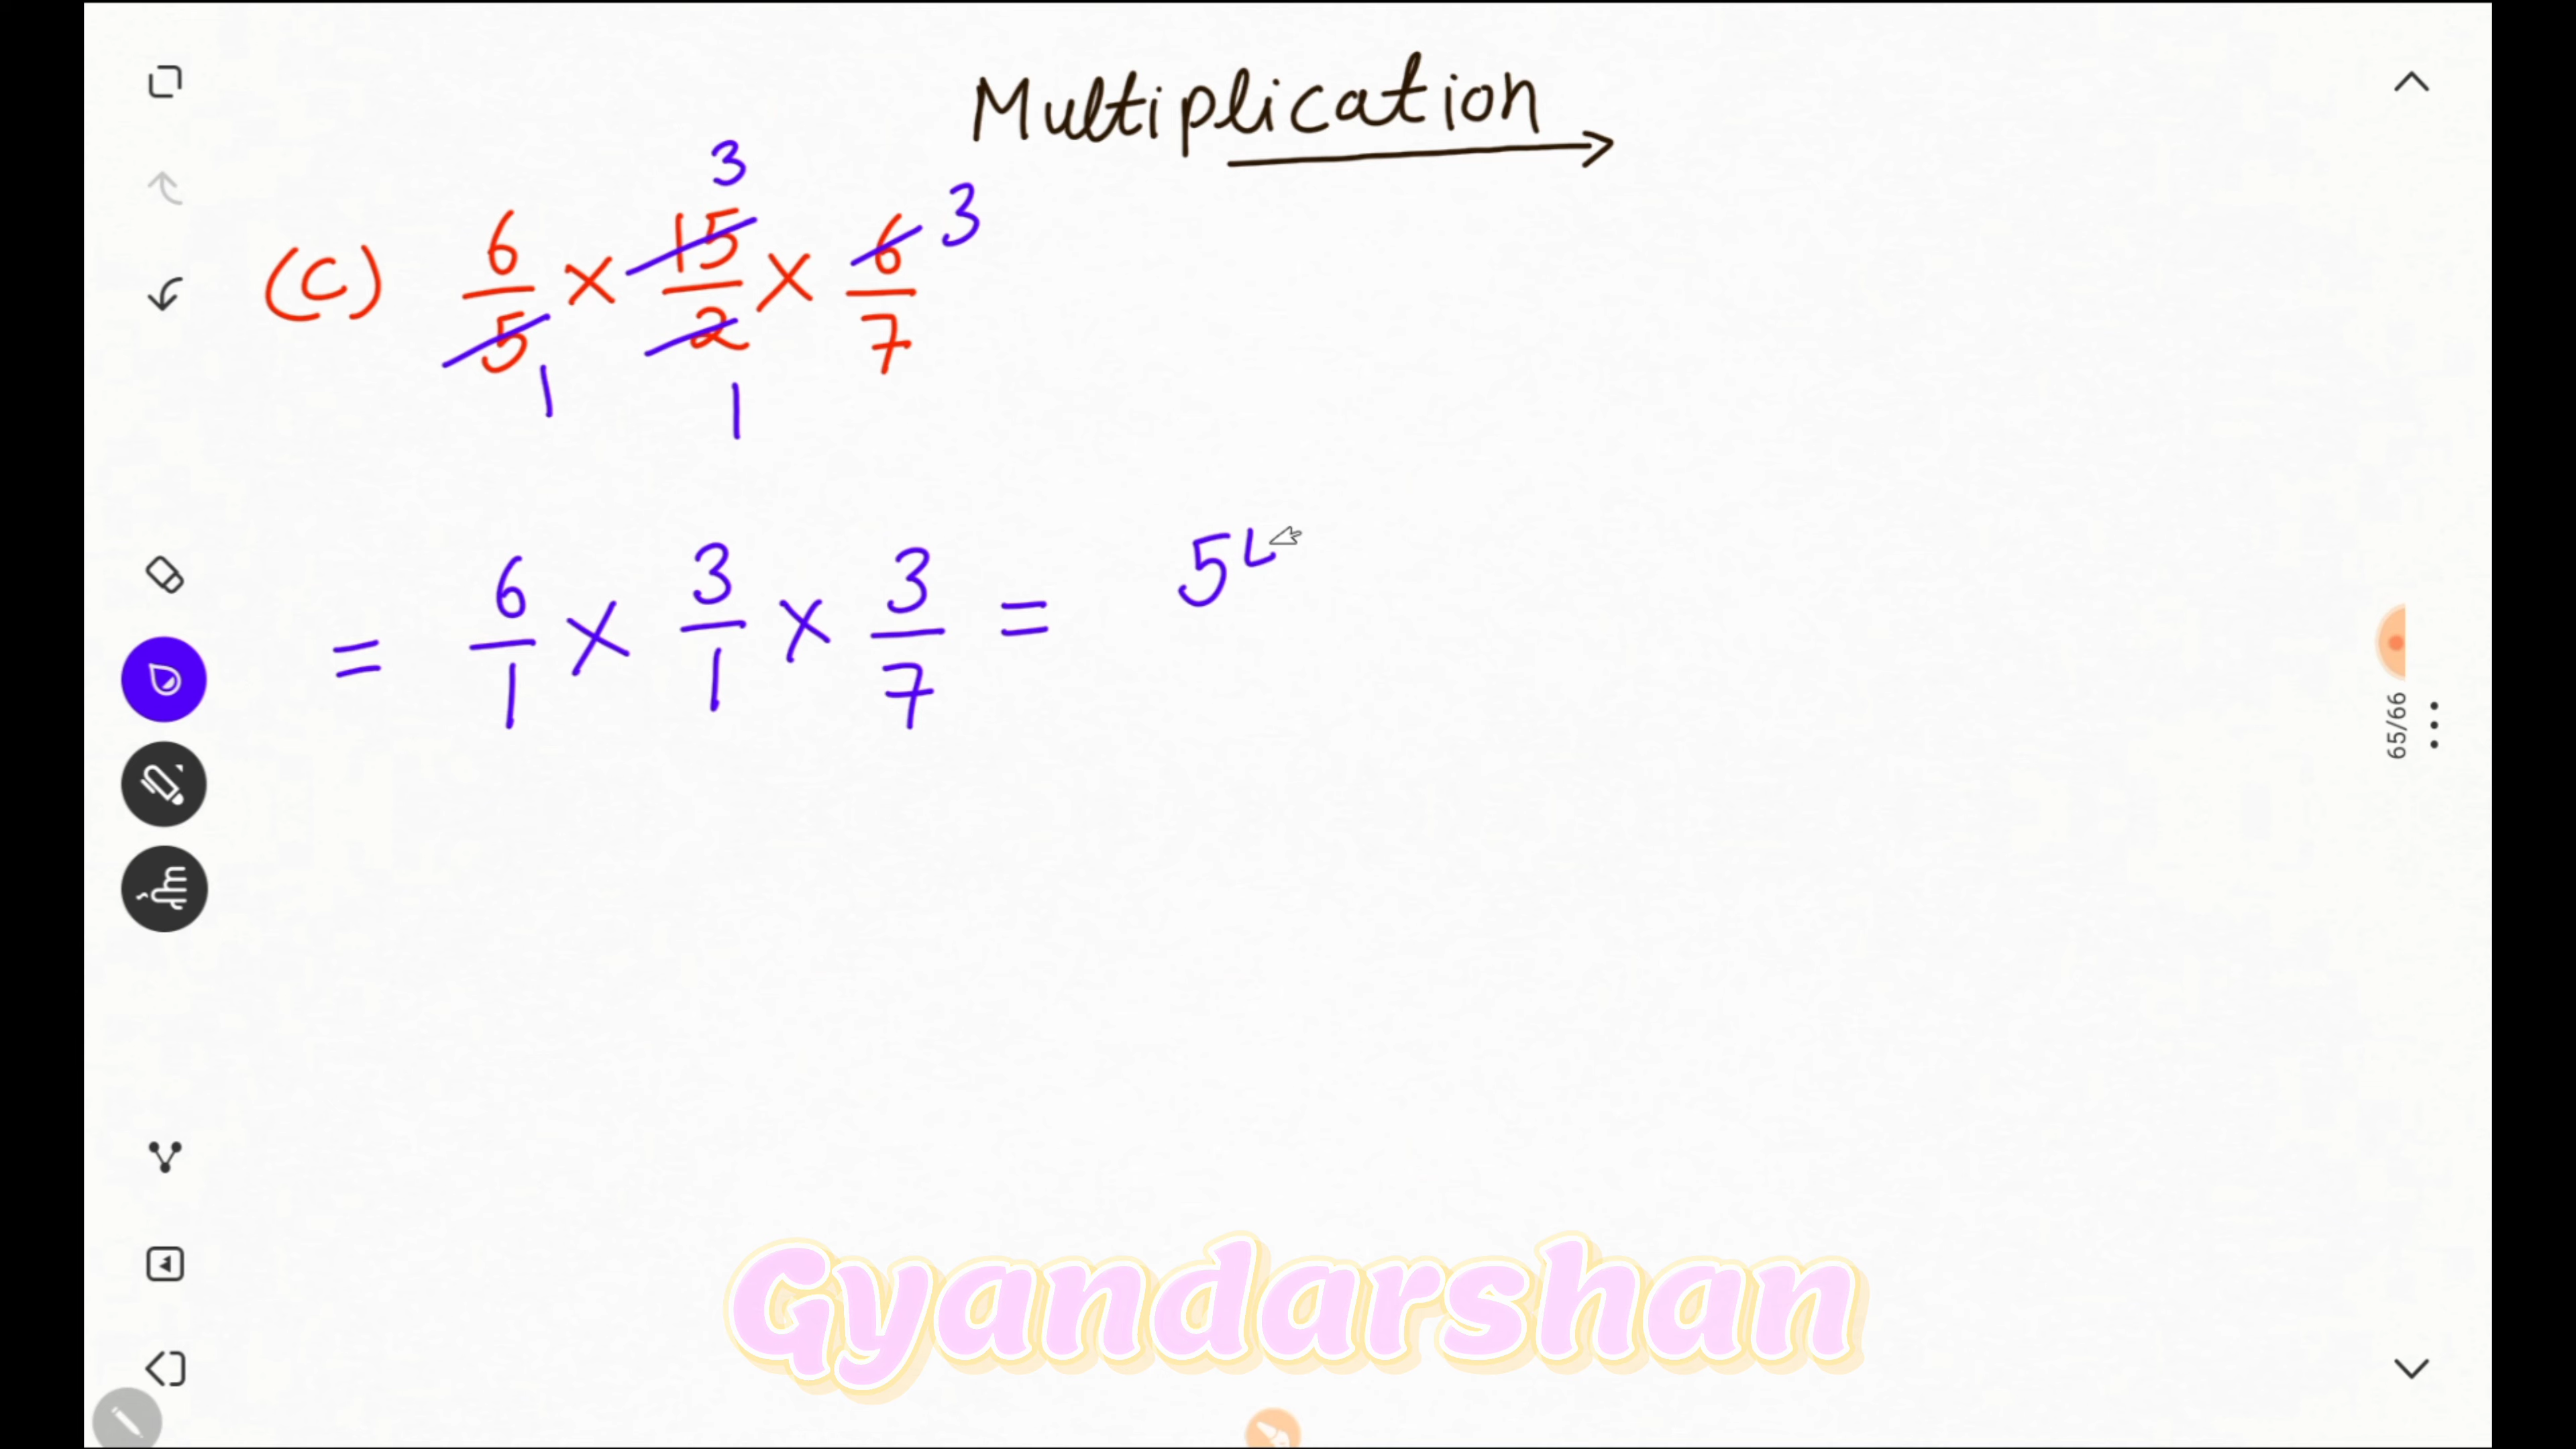 Multiplication
3 3
(C) 6/5 × 15/2 × 6/7
1 1
= 6/1 × 3/1 × 3/7 = 5
65/66
Gyandarshan